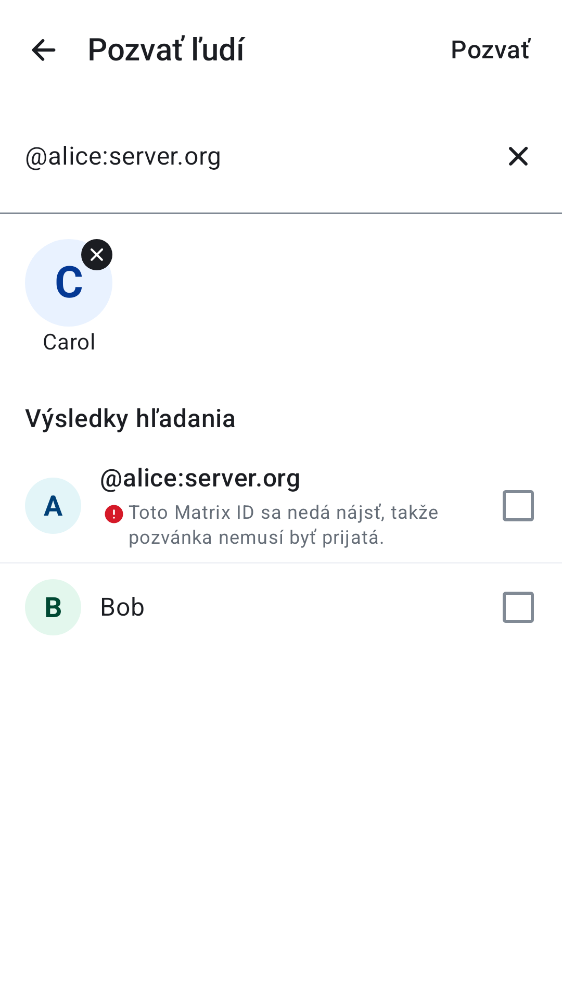 Pozvať ľudí
Pozvať
@alice:server.org
C
Carol
Výsledky hľadania
A
@alice:server.org
Toto Matrix ID sa nedá nájsť, takže
pozvánka nemusí byť prijatá.
B
Bob